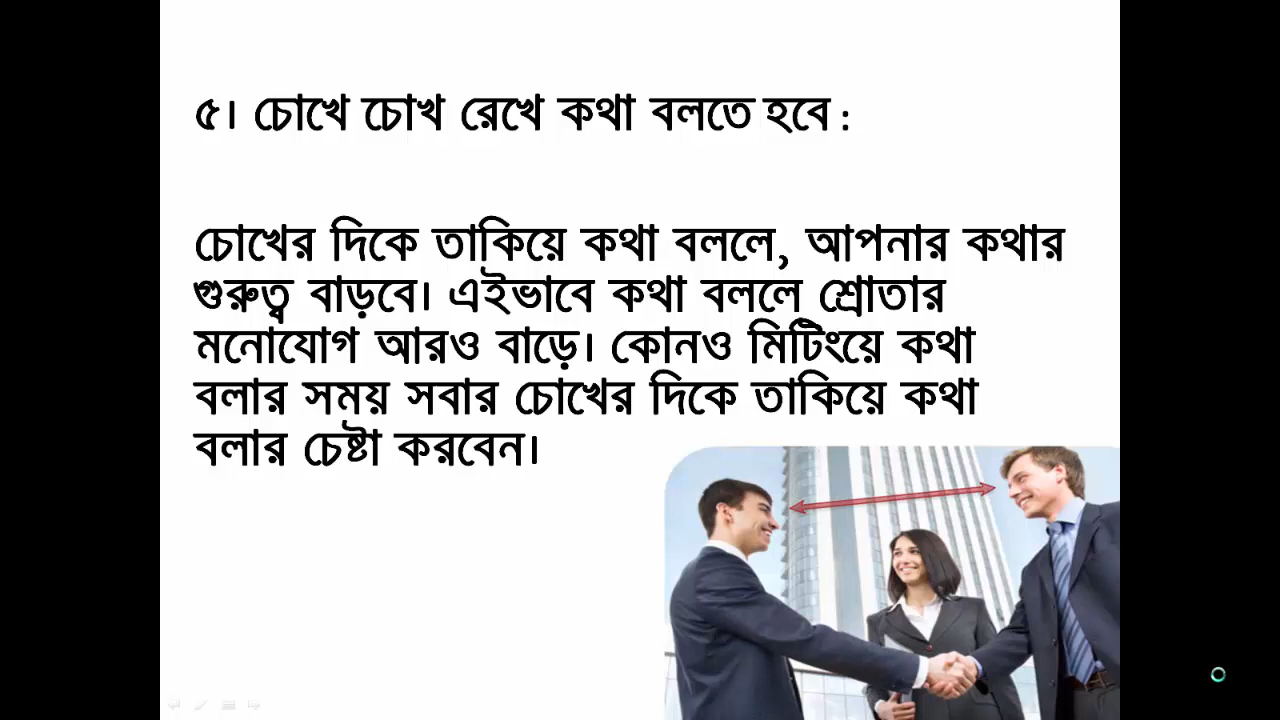 ৫। চোখে চোখ রেখে কথা বলতে হবে :
চোখের দিকে তাকিয়ে কথা বললে, আপনার কথার
গুরুত্ব বাড়বে। এইভাবে কথা বললে শ্রোতার
মনোযোগ আরও বাড়ে। কোনও মিটিংয়ে কথা
বলার সময় সবার চোখের দিকে তাকিয়ে কথা
বলার চেষ্টা করবেন।